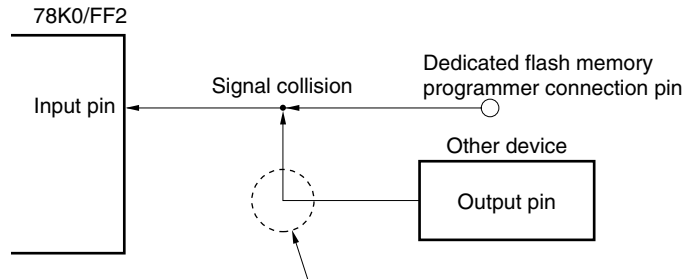 78K0/FF2
Dedicated flash memory
programmer connection pin
Signal collision
Input pin
Other device
Output pin